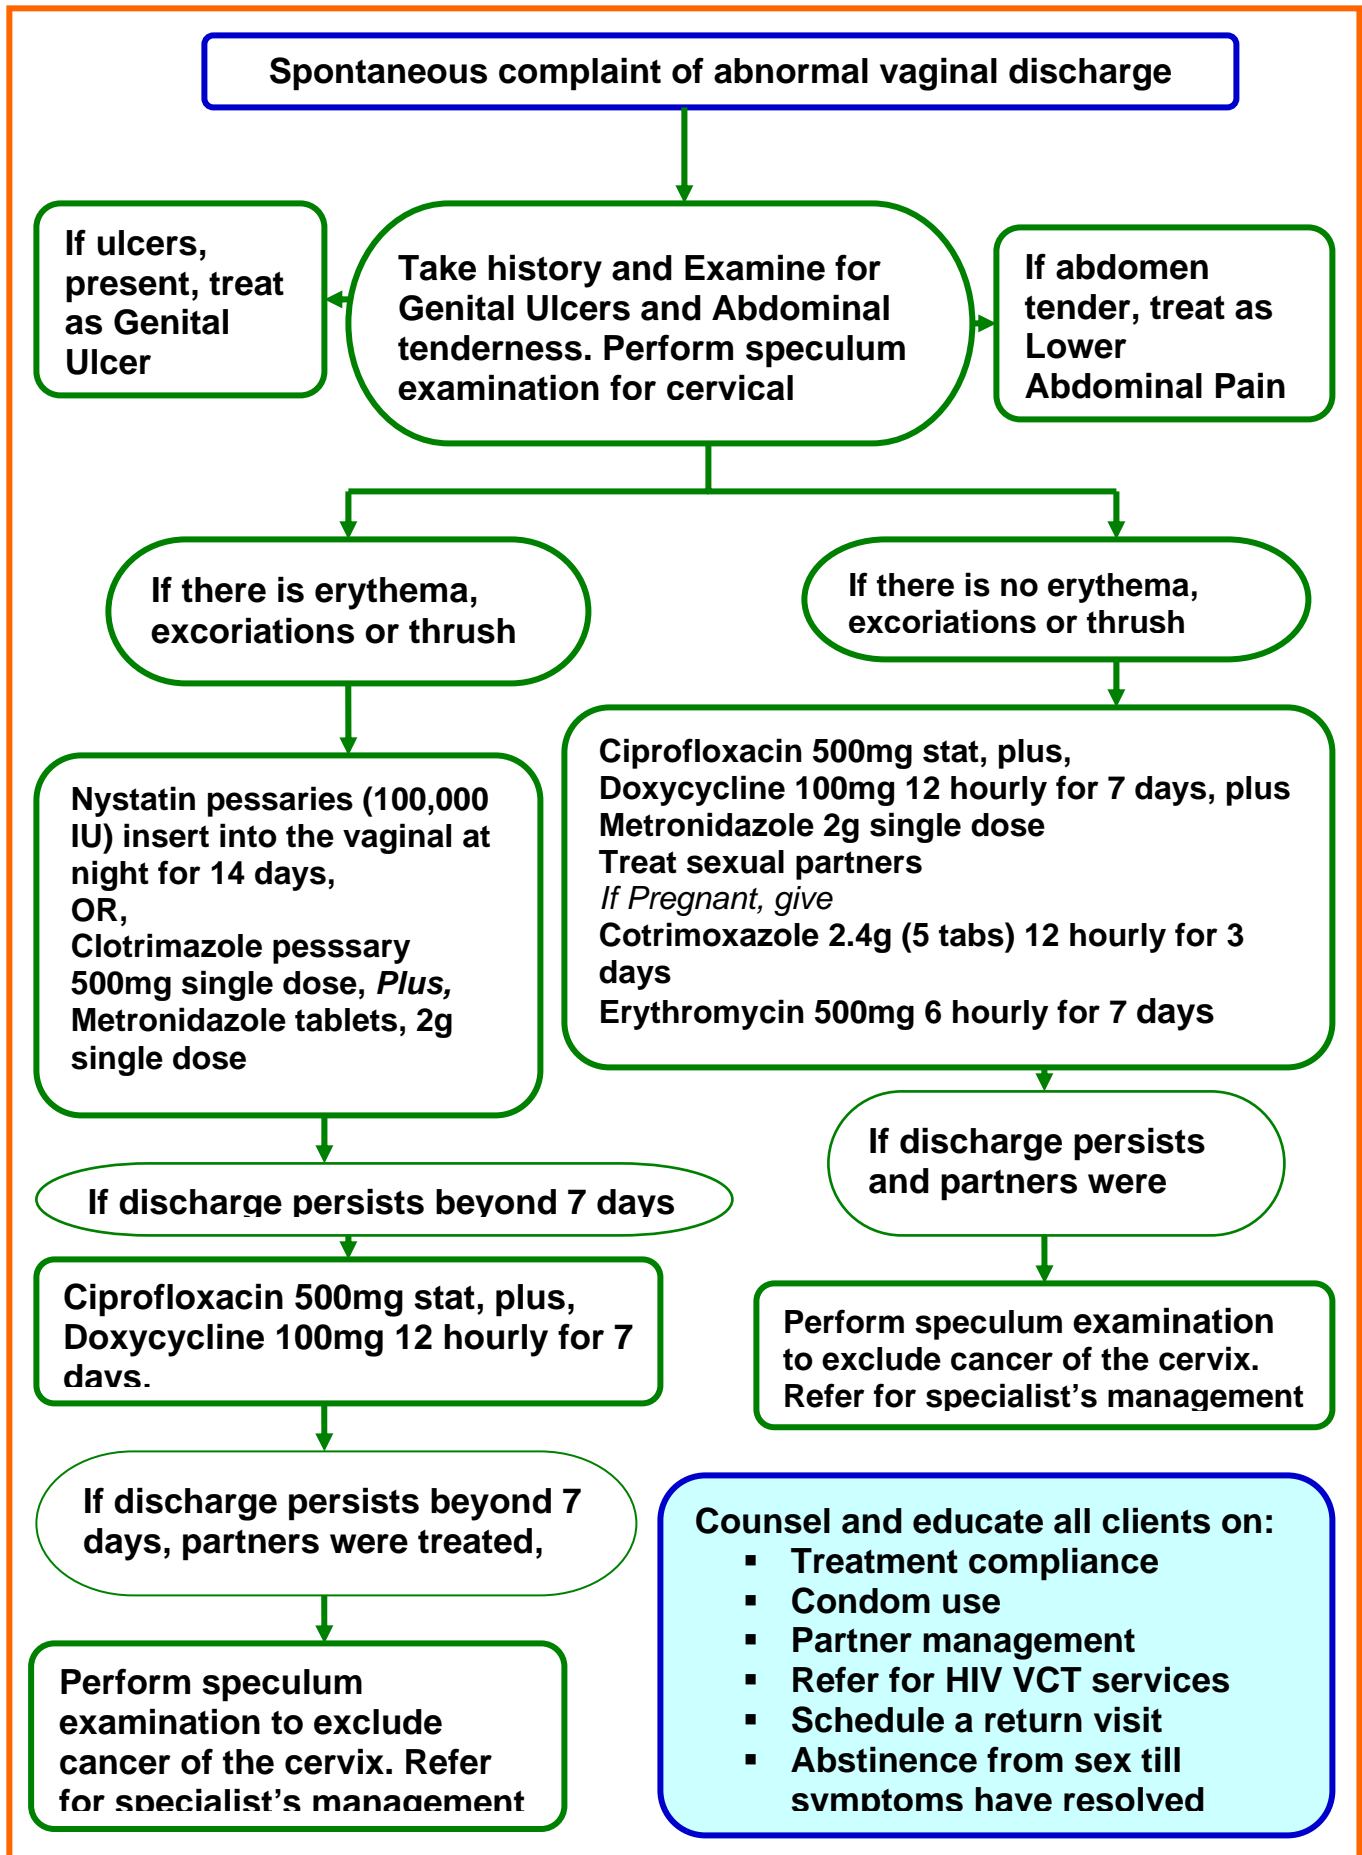 Spontaneous complaint of abnormal vaginal discharge
If ulcers,
present, treat
as Genital
Ulcer
Take history and Examine for
Genital Ulcers and Abdominal
tenderness. Perform speculum
examination for cervical
If abdomen
tender, treat as
Lower
Abdominal Pain
If there is erythema,
excoriations or thrush
If there is no erythema,
excoriations or thrush
Nystatin pessaries (100,000
IU) insert into the vaginal at
night for 14 days,
OR,
Clotrimazole pesssary
500mg single dose, Plus,
Metronidazole tablets, 2g
single dose
Ciprofloxacin 500mg stat, plus,
Doxycycline 100mg 12 hourly for 7 days, plus
Metronidazole 2g single dose
Treat sexual partners
If Pregnant, give
Cotrimoxazole 2.4g (5 tabs) 12 hourly for 3
days
Erythromycin 500mg 6 hourly for 7 days
If discharge persists beyond 7 days
If discharge persists
and partners were
Ciprofloxacin 500mg stat, plus,
Doxycycline 100mg 12 hourly for 7
days.
Perform speculum examination
to exclude cancer of the cervix.
Refer for specialist’s management
If discharge persists beyond 7
days, partners were treated,
Perform speculum
examination to exclude
cancer of the cervix. Refer
for specialist’s management
Counsel and educate all clients on:
▪ Treatment compliance
▪ Condom use
▪ Partner management
▪ Refer for HIV VCT services
▪ Schedule a return visit
▪ Abstinence from sex till
symptoms have resolved